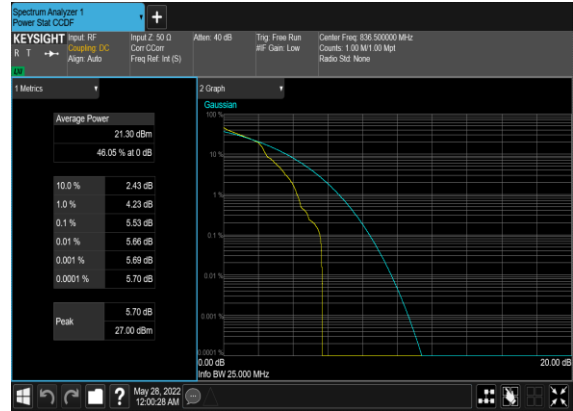 Spectrum Analyzer 1
Power Stat CCDF
KEYSIGHT
R T
LXI
Input: RF
Coupling: DC
Align: Auto
Input Z: 50 Ω
Corr CCorr
Freq Ref: Int (S)
Atten: 40 dB
Trig: Free Run
#IF Gain: Low
Center Freq: 836.500000 MHz
Counts: 1.00 M/1.00 Mpt
Radio Std: None
1 Metrics
Average Power
21.30 dBm
46.05 % at 0 dB
10.0 % 2.43 dB
1.0 % 4.23 dB
0.1 % 5.53 dB
0.01 % 5.66 dB
0.001 % 5.69 dB
0.0001 % 5.70 dB
Peak 5.70 dB
27.00 dBm
2 Graph
Gaussian
100 %
10 %
1 %
0.1 %
0.01 %
0.001 %
0.0001 %
0.00 dB 20.00 dB
Info BW 25.000 MHz
? May 28, 2022
12:00:28 AM